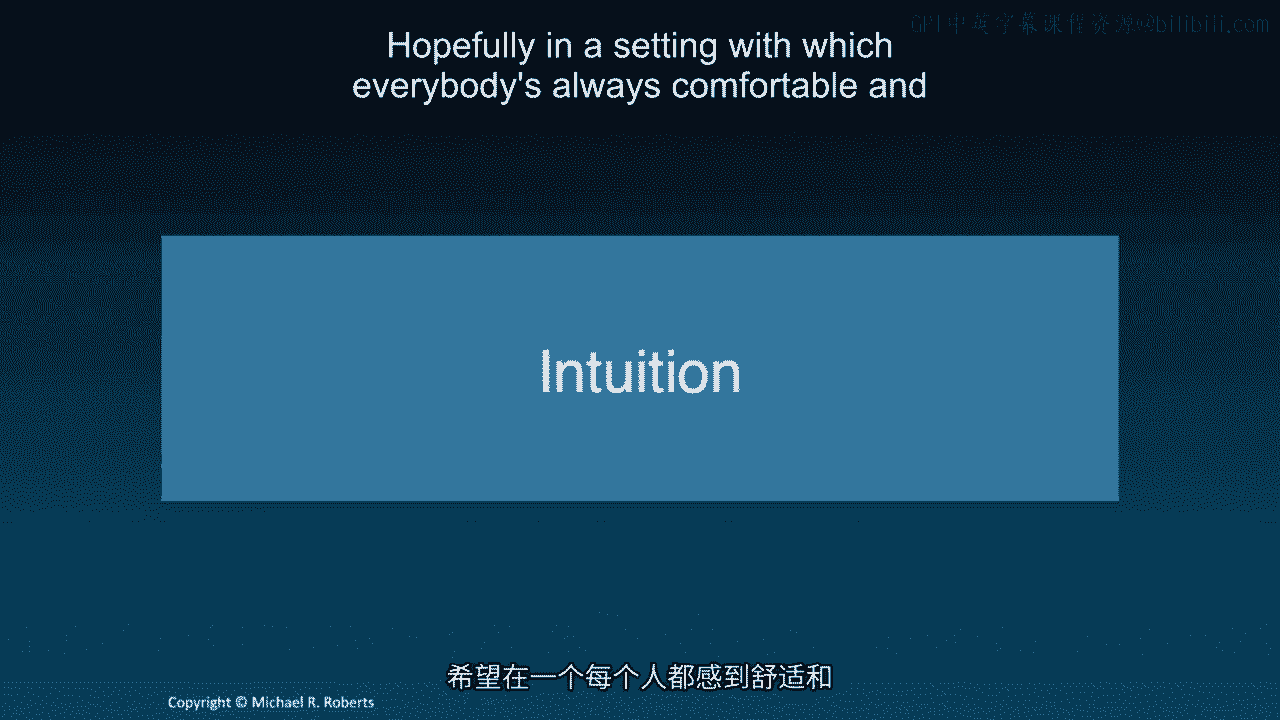 GPT中英字幕课程资源@bilibili.com
Hopefully in a setting with which
everybody's always comfortable and
Intuition
希望在一个每个人都感到舒适和
Copyright © Michael R. Roberts